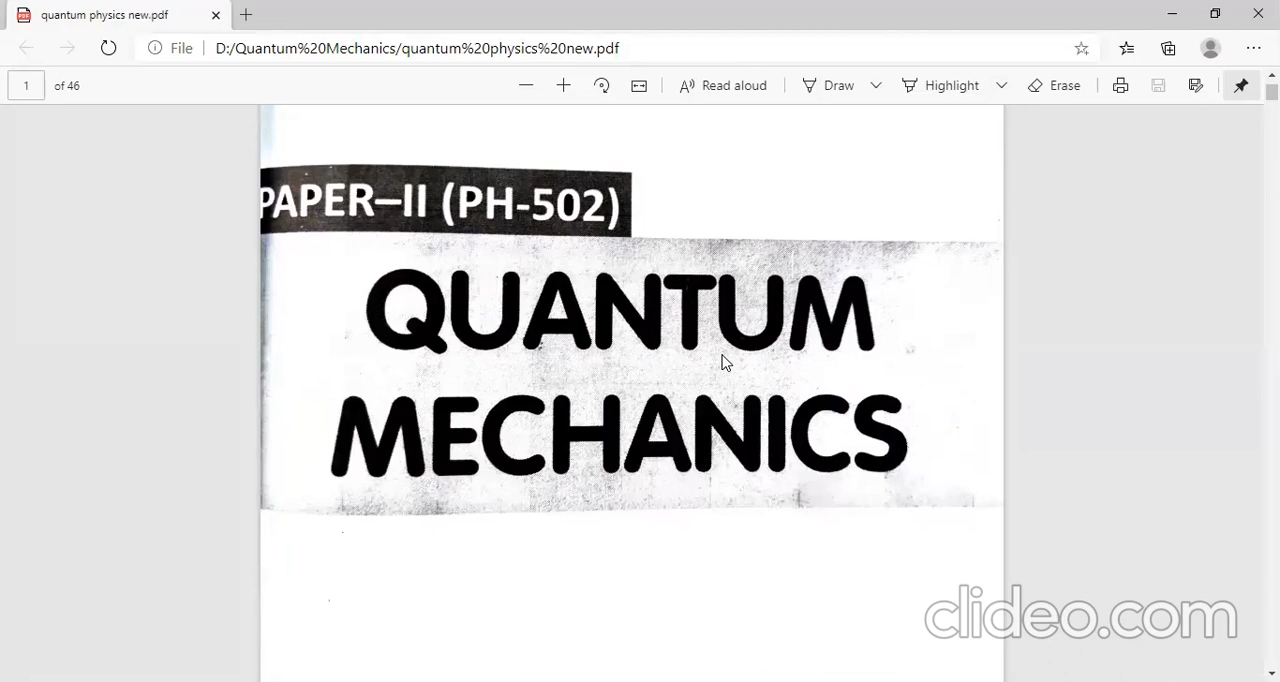 quantum physics new.pdf
File D:/Quantum%20Mechanics/quantum%20physics%20new.pdf
1 of 46 Read aloud Draw Highlight Erase
PAPER–II (PH-502)
QUANTUM
MECHANICS
clideo.com